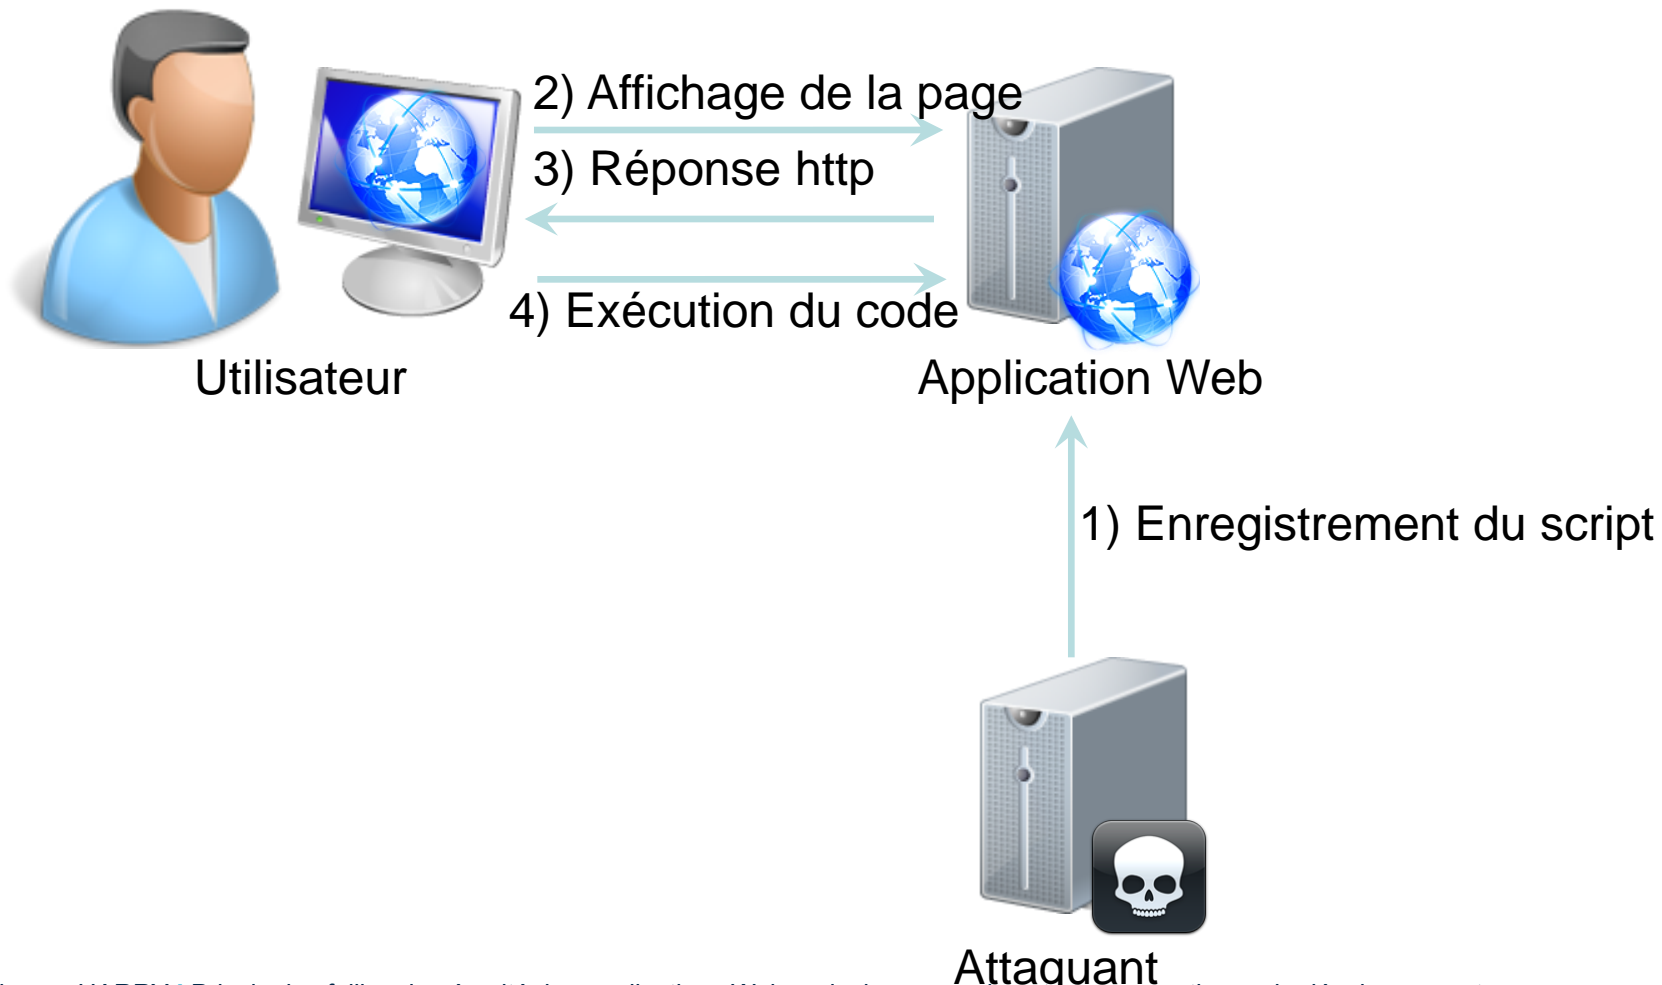 2) Affichage de la page
3) Réponse http
4) Exécution du code
Utilisateur
Application Web
1) Enregistrement du script
Attaquant